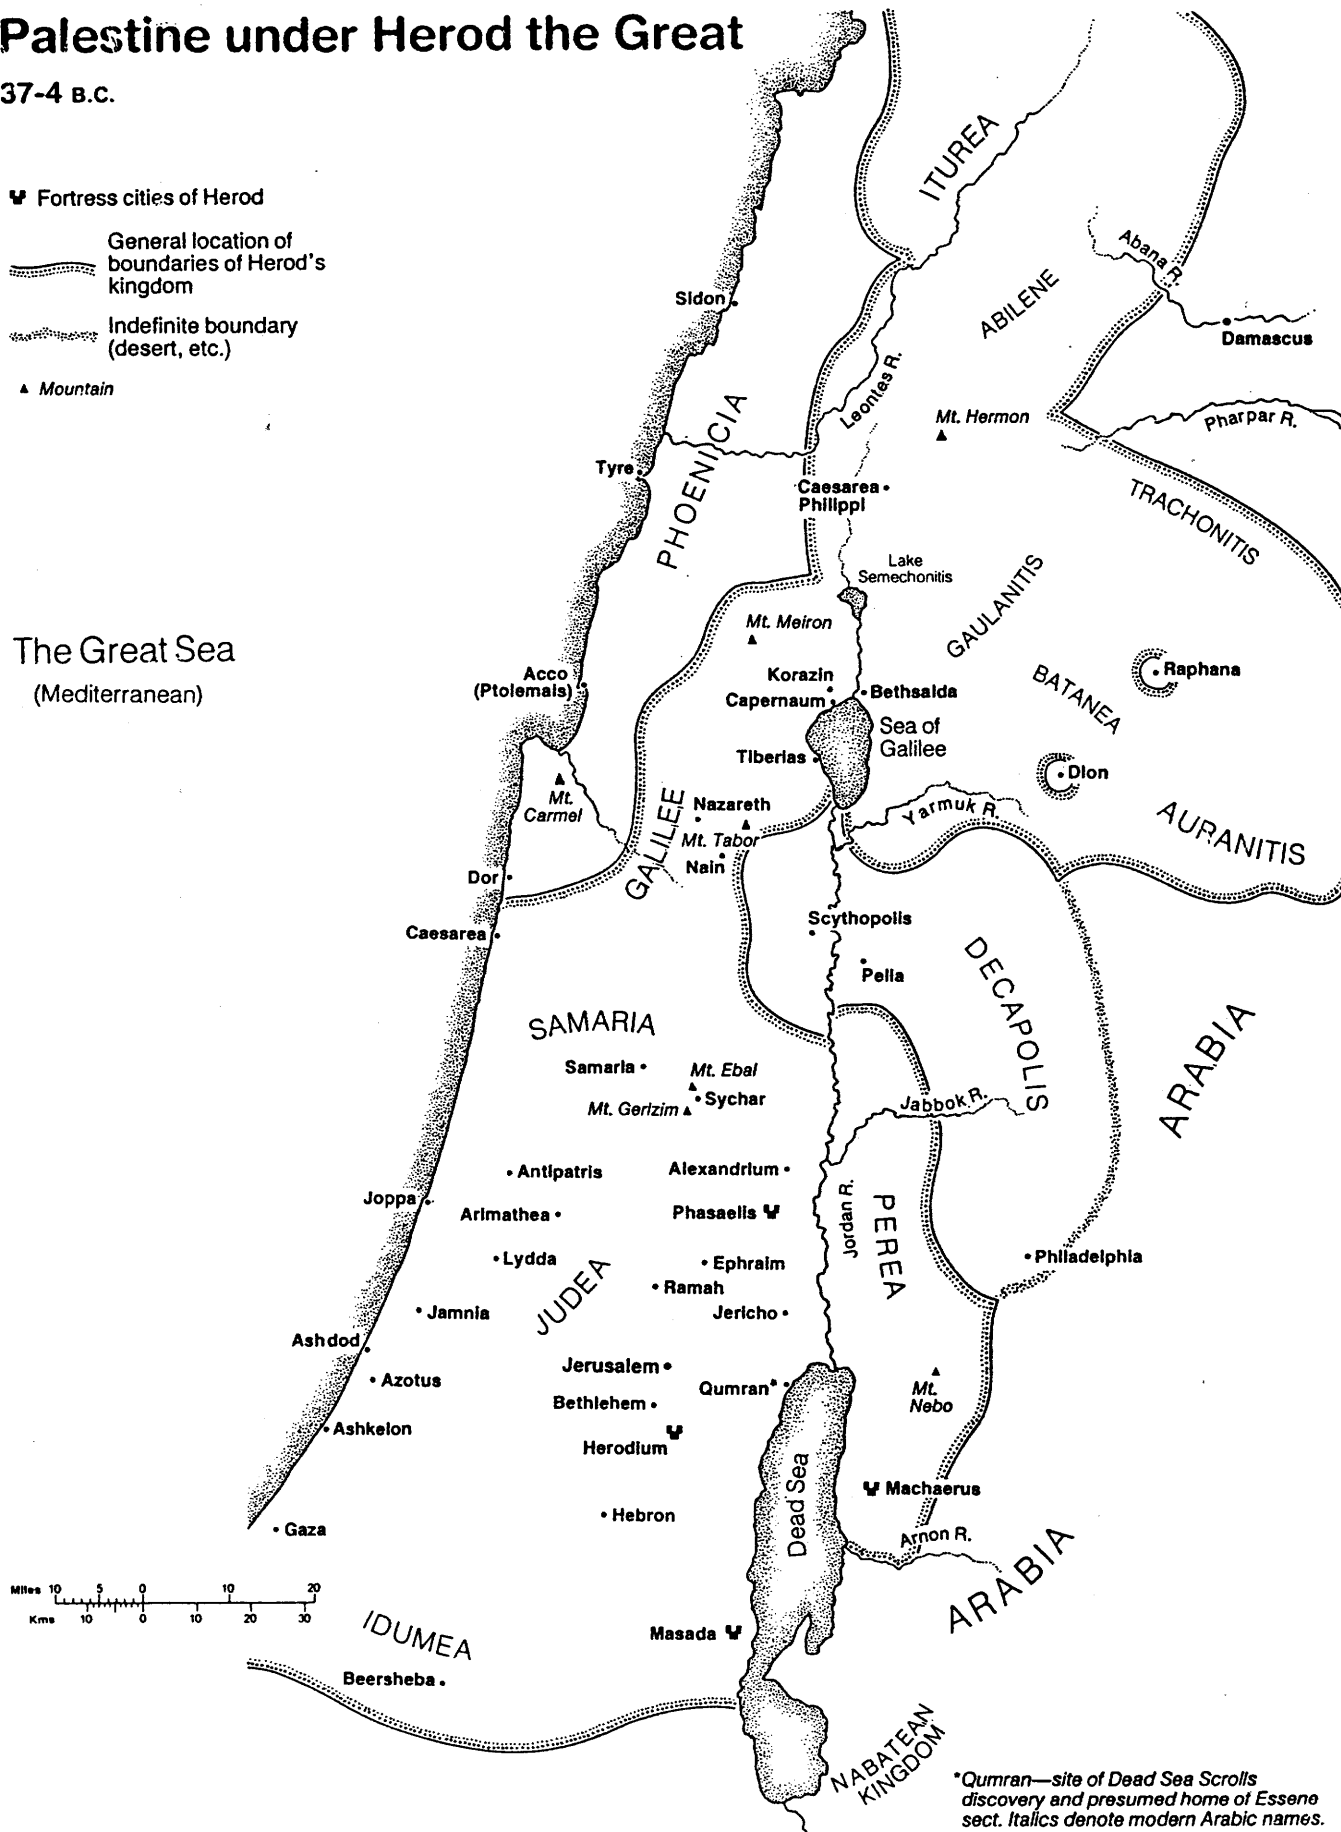 Palestine under Herod the Great
37-4 B.C.
Fortress cities of Herod
General location of
boundaries of Herod's
kingdom
Indefinite boundary
(desert, etc.)
Mountain
ITUREA
Abana R.
ABILENE
Sidon
Damascus
Leontes R.
Mt. Hermon
Pharpar R.
PHOENICIA
Tyre
Caesarea
Philippi
TRACHONITIS
Lake
Semechonitis
GAULANITIS
The Great Sea
(Mediterranean)
Mt. Meiron
Acco
(Ptolemais)
Korazin
Capernaum
Bethsaida
Raphana
BATANEA
Sea of
Galilee
Tiberias
Dion
Mt.
Carmel
GALILEE
Nazareth
Mt. Tabor
Nain
Yarmuk R.
AURANITIS
Dor
Caesarea
Scythopolis
Pella
DECAPOLIS
SAMARIA
Samaria
Mt. Ebal
Sychar
Mt. Gerizim
Jabbok R.
ARABIA
Antipatris
Alexandrium
Joppa
Arimathea
Phasaelis
Jordan R.
PEREA
Lydda
Ephraim
Philadelphia
Ramah
JUDEA
Jamnia
Jericho
Ashdod
Jerusalem
Azotus
Qumran*
Mt.
Nebo
Bethlehem
Ashkelon
Herodium
Dead Sea
Machaerus
Hebron
Gaza
Arnon R.
ARABIA
Miles 10 5 0 10 20
Kms 10 0 10 20 30
IDUMEA
Masada
Beersheba
NABATEAN
KINGDOM
*Qumran—site of Dead Sea Scrolls
discovery and presumed home of Essene
sect. Italics denote modern Arabic names.